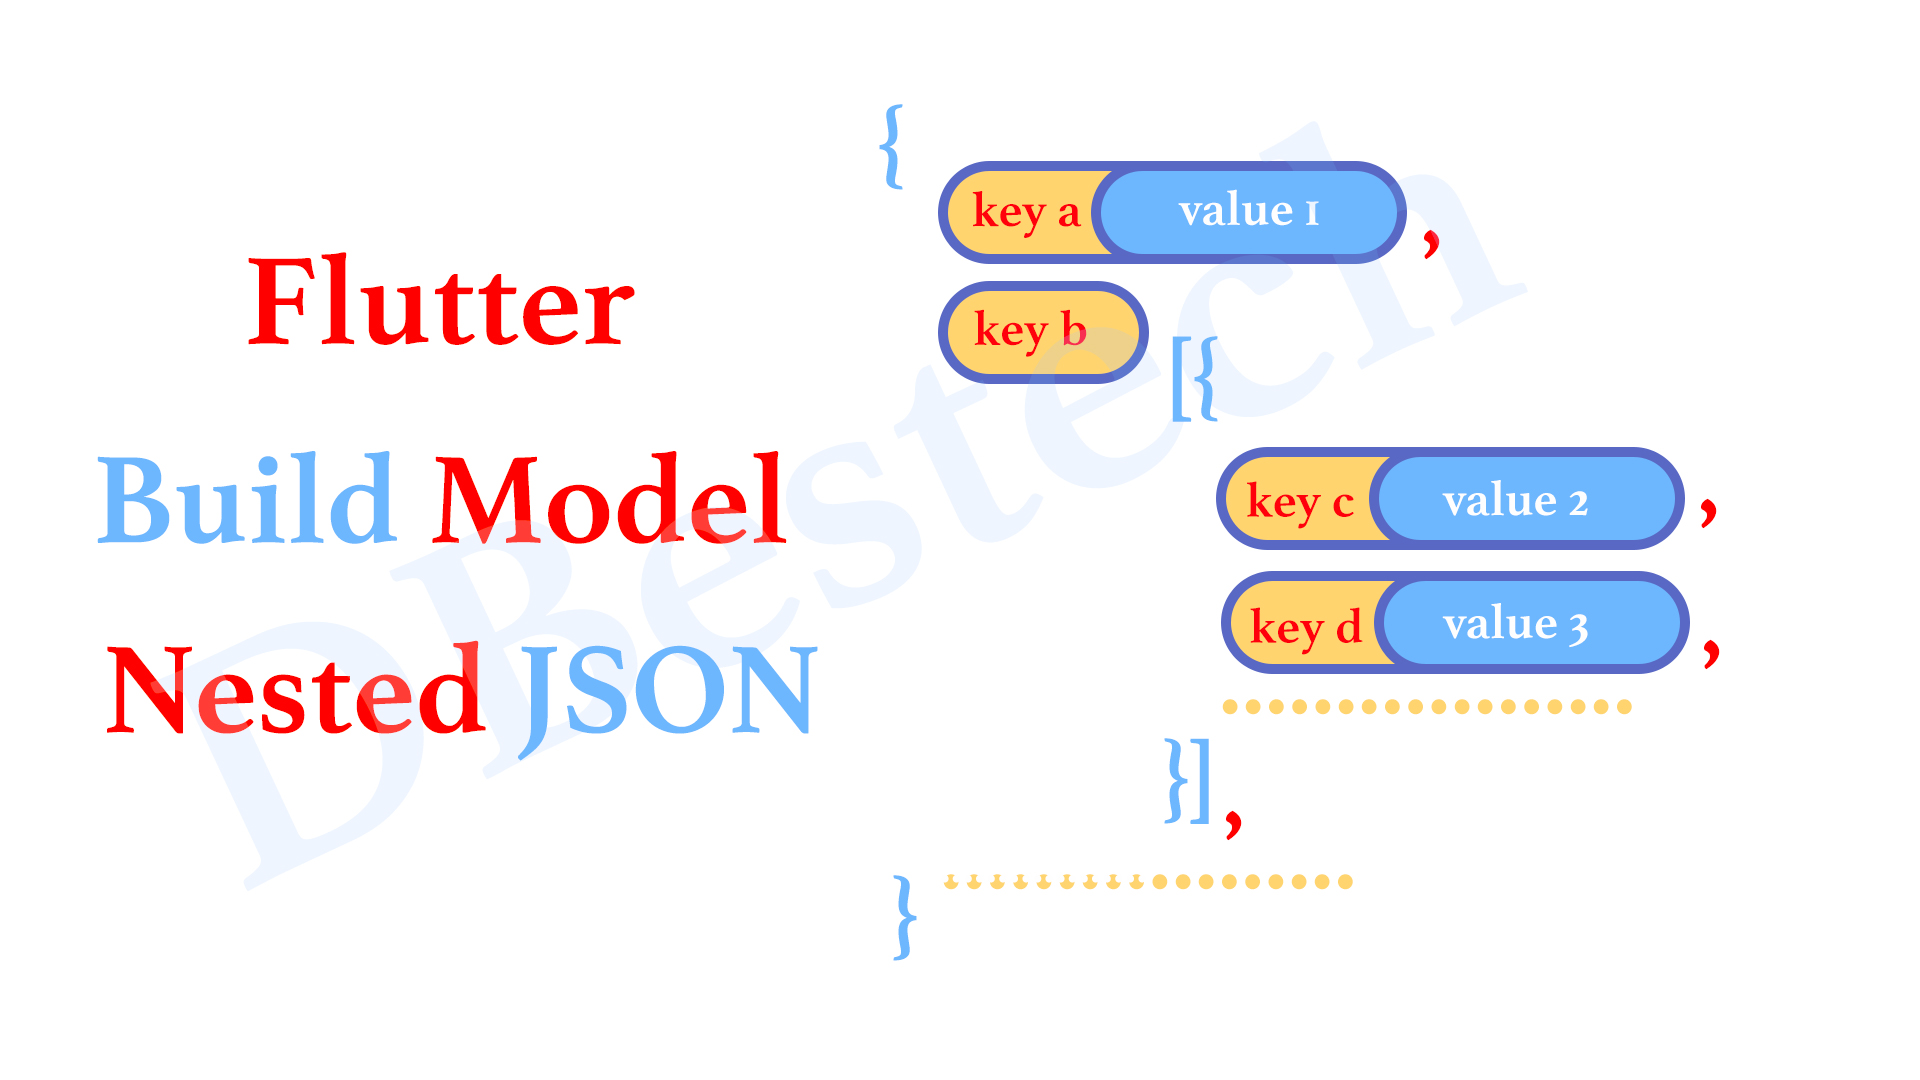 Flutter
Build Model
Nested JSON
{
key a value 1 ,
key b
[{
key c value 2 ,
key d value 3 ,
}] ,
}
DBestech